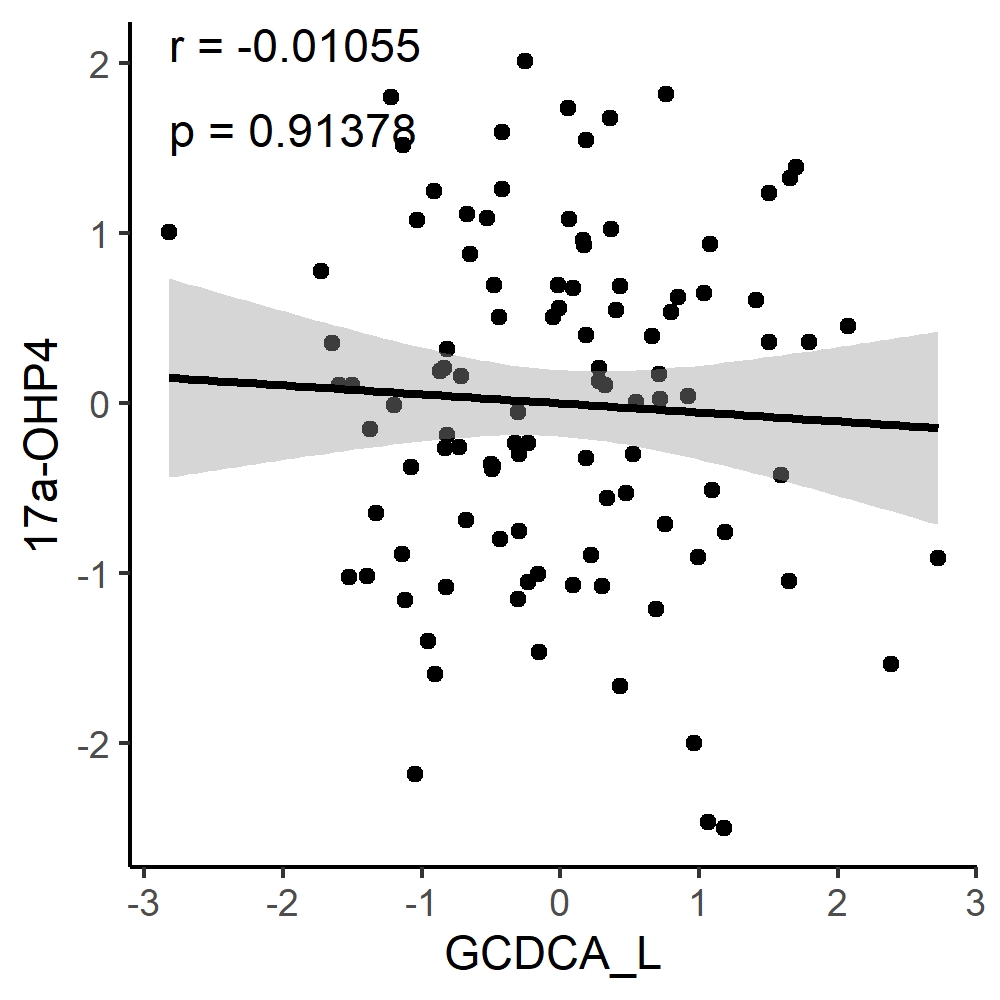 r = -0.01055
p = 0.91378
2
1
0
-1
-2
17a-OHP4
-3 -2 -1 0 1 2 3
GCDCA_L